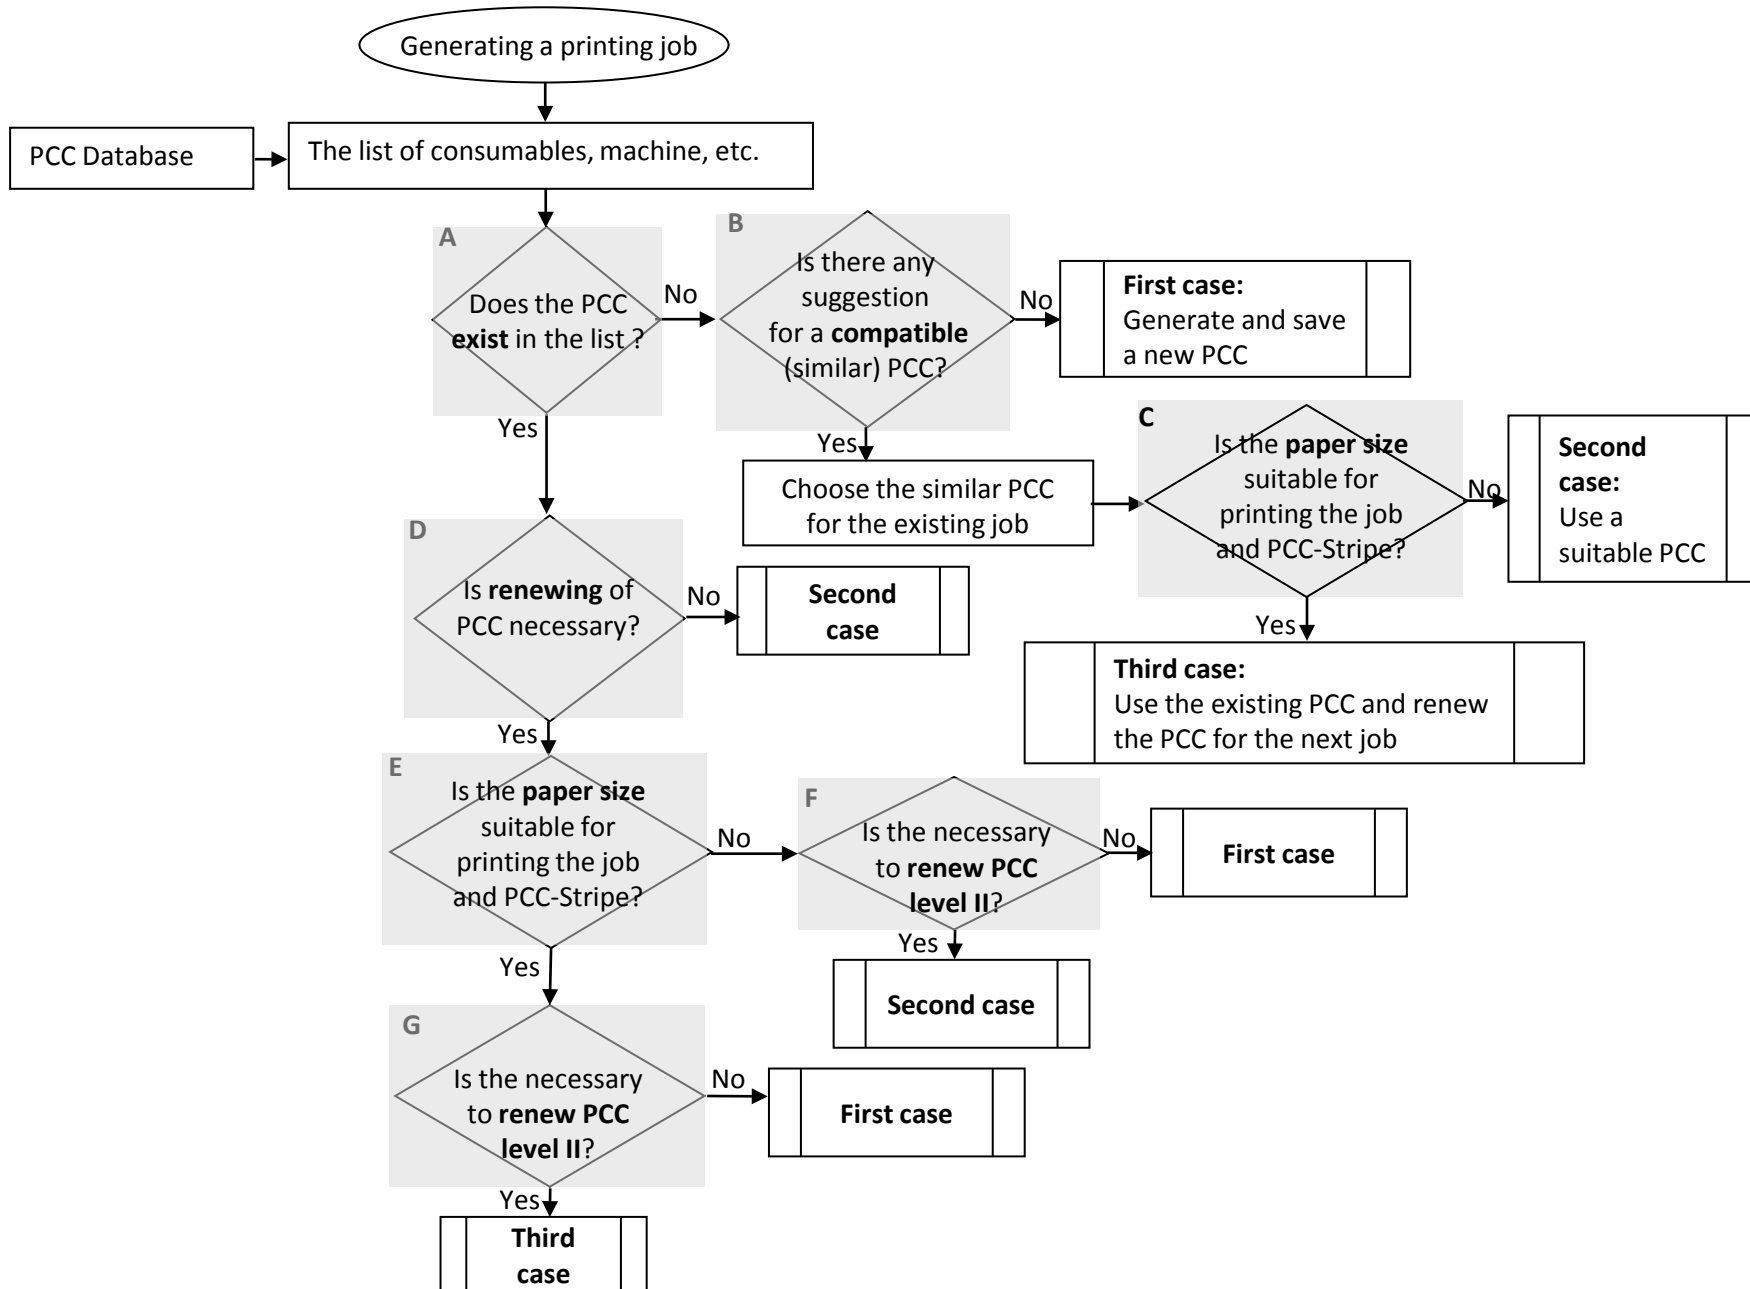 Generating a printing job
PCC Database
The list of consumables, machine, etc.
A
Does the PCC
exist in the list ?
No
Yes
B
Is there any
suggestion
for a compatible
(similar) PCC?
No
Yes
First case:
Generate and save
a new PCC
Choose the similar PCC
for the existing job
C
Is the paper size
suitable for
printing the job
and PCC-Stripe?
No
Yes
Second
case:
Use a
suitable PCC
Third case:
Use the existing PCC and renew
the PCC for the next job
D
Is renewing of
PCC necessary?
No
Yes
Second
case
E
Is the paper size
suitable for
printing the job
and PCC-Stripe?
No
Yes
F
Is the necessary
to renew PCC
level II?
No
Yes
First case
Second case
G
Is the necessary
to renew PCC
level II?
No
Yes
First case
Third
case